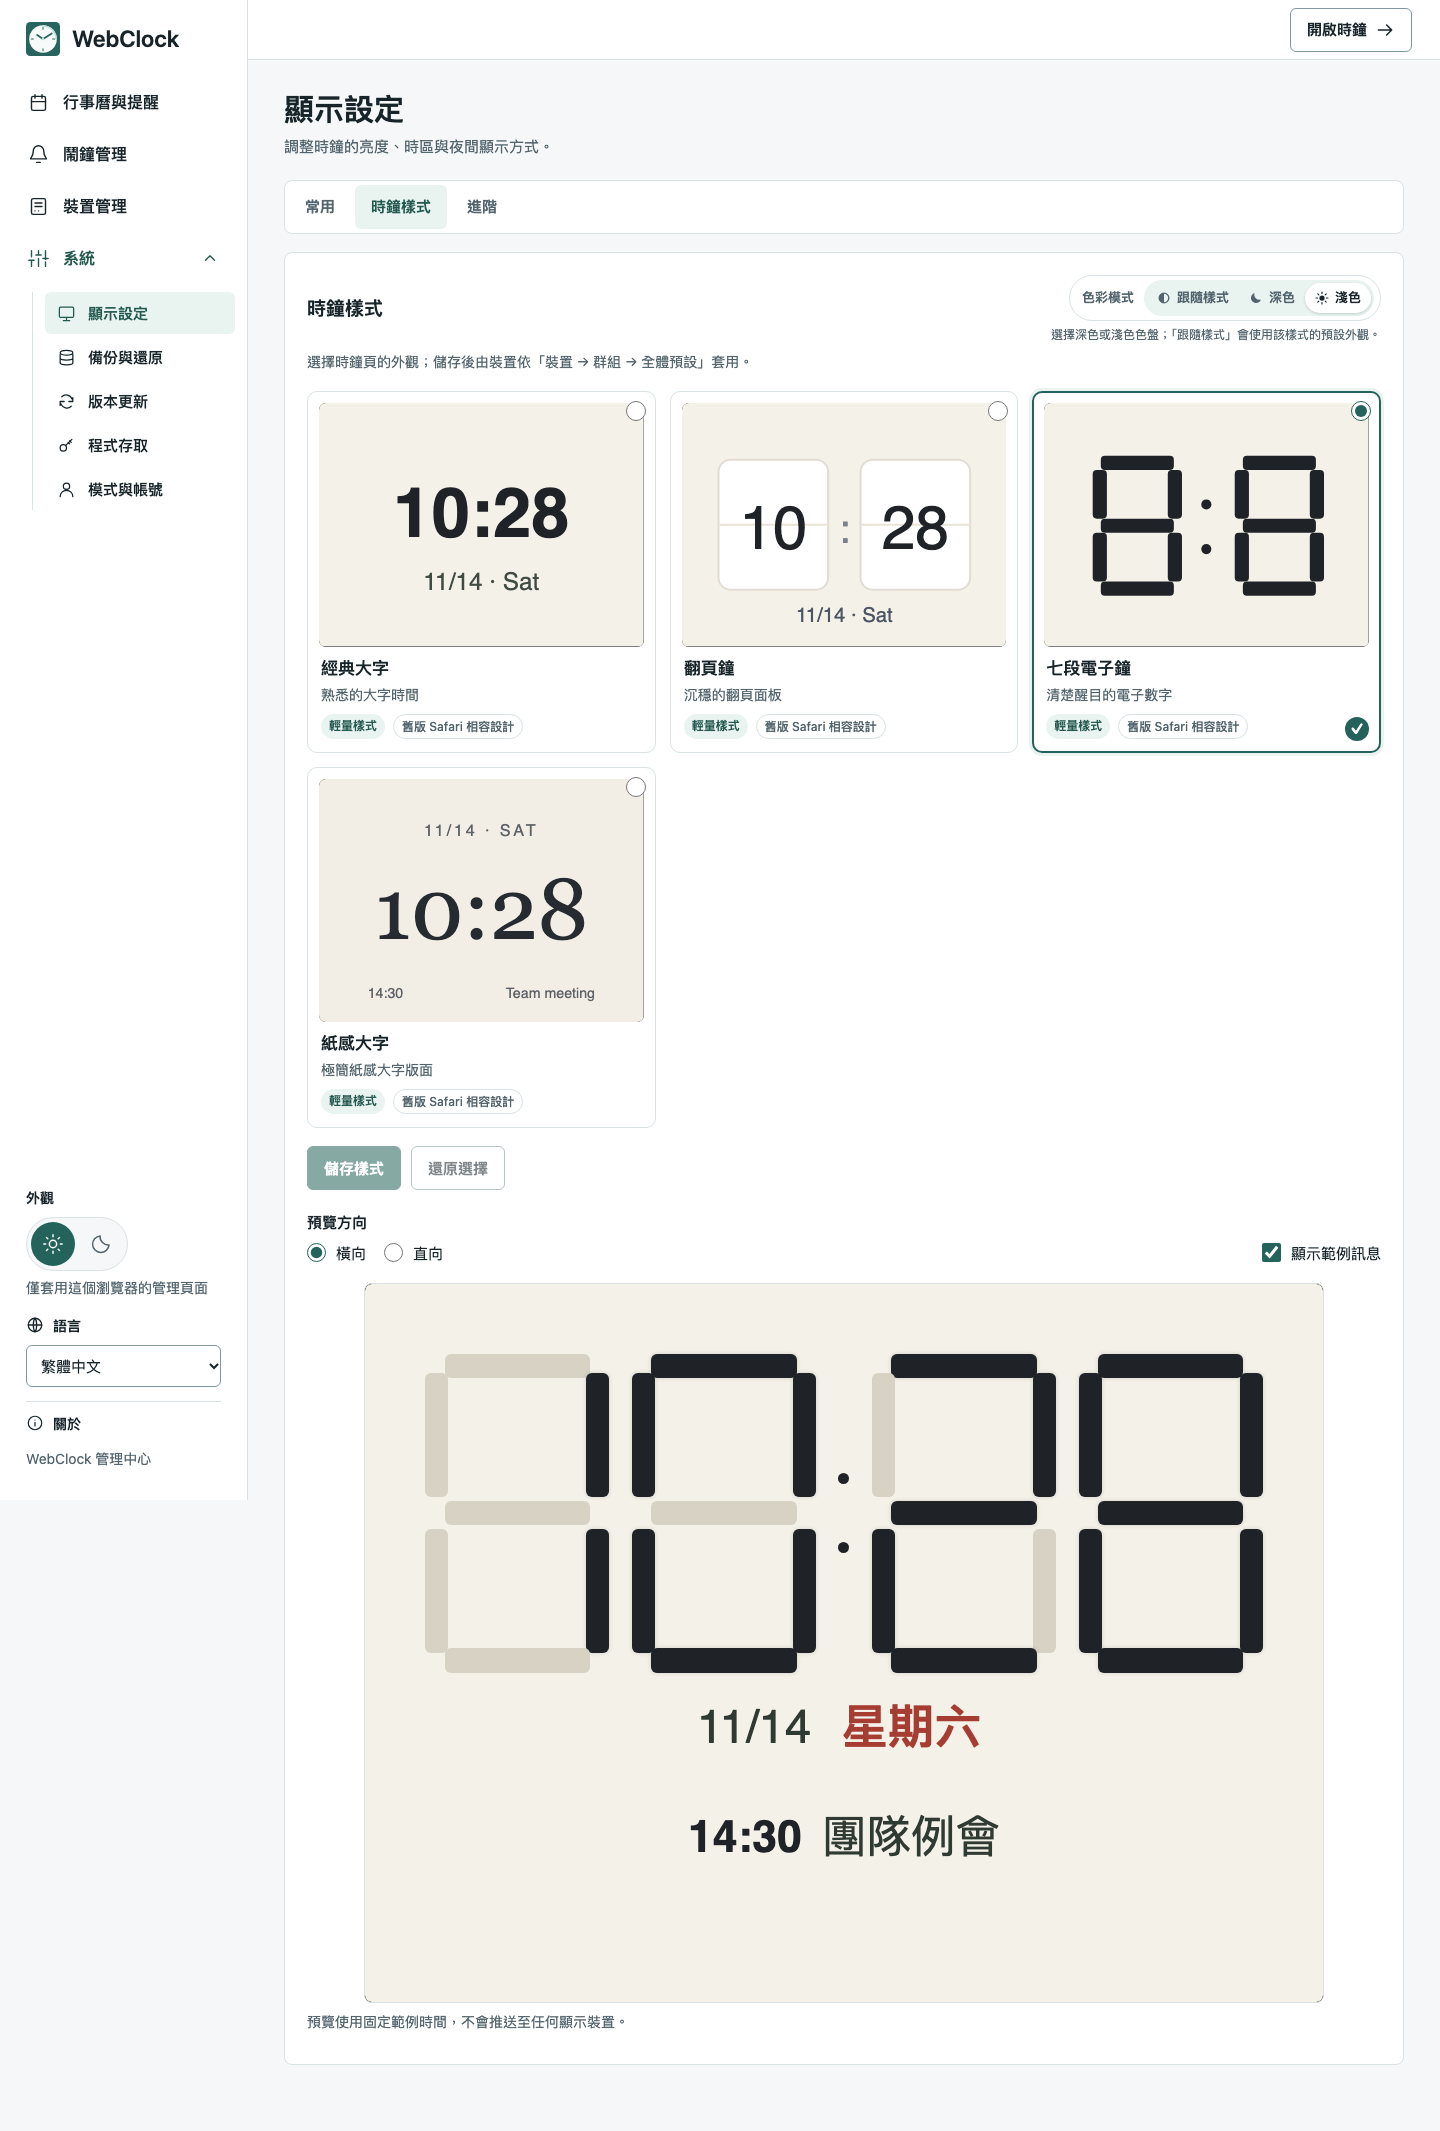 WebClock
開啟時鐘
行事曆與提醒
鬧鐘管理
裝置管理
系統
顯示設定
備份與還原
版本更新
程式存取
模式與帳號
外觀
僅套用這個瀏覽器的管理頁面
語言
繁體中文
關於
WebClock 管理中心
顯示設定
調整時鐘的亮度、時區與夜間顯示方式。
常用 時鐘樣式 進階
時鐘樣式
色彩模式 跟隨樣式 深色 淺色
選擇深色或淺色色盤；「跟隨樣式」會使用該樣式的預設外觀。
選擇時鐘頁的外觀；儲存後由裝置依「裝置 → 群組 → 全體預設」套用。
10:28
11/14 · Sat
經典大字
熟悉的大字時間
輕量樣式 舊版 Safari 相容設計
10 : 28
11/14 · Sat
翻頁鐘
沉穩的翻頁面板
輕量樣式 舊版 Safari 相容設計
8:8
七段電子鐘
清楚醒目的電子數字
輕量樣式 舊版 Safari 相容設計
11/14 · SAT
10:28
14:30 Team meeting
紙感大字
極簡紙感大字版面
輕量樣式 舊版 Safari 相容設計
儲存樣式 還原選擇
預覽方向
橫向 直向 顯示範例訊息
10:28
11/14 星期六
14:30 團隊例會
預覽使用固定範例時間，不會推送至任何顯示裝置。